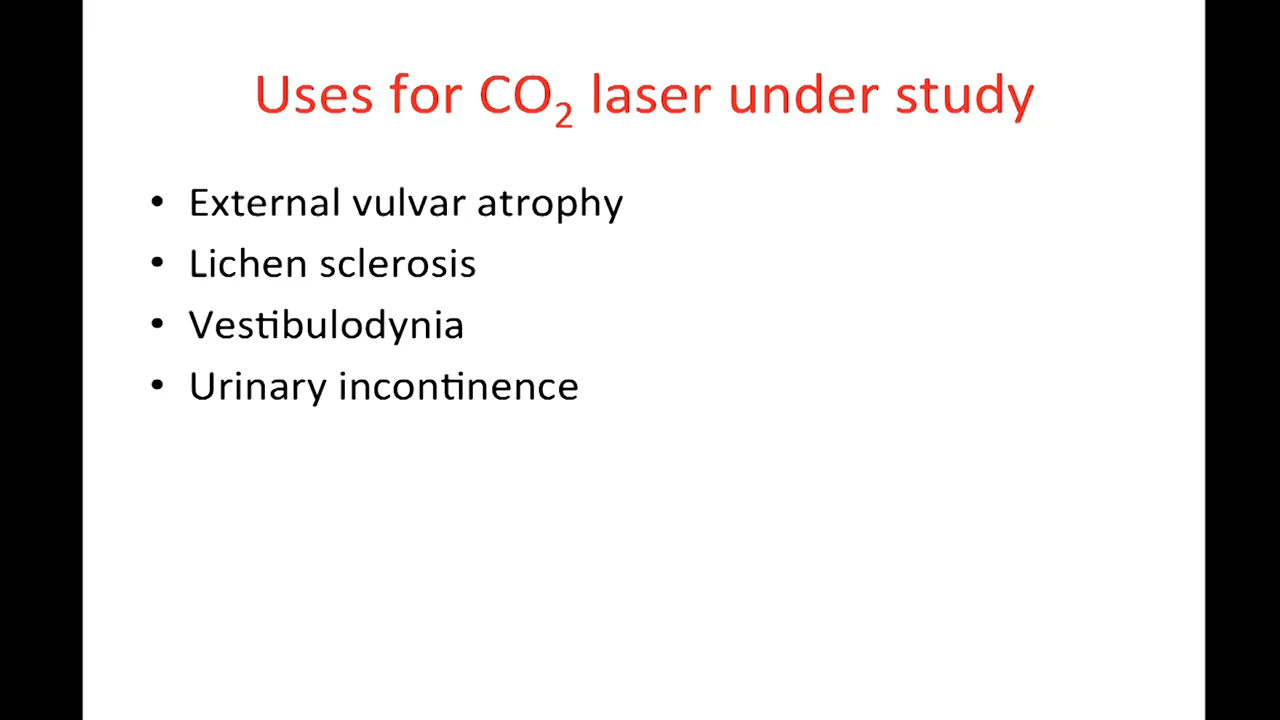 Uses for CO₂ laser under study
• External vulvar atrophy
• Lichen sclerosis
• Vestibulodynia
• Urinary incontinence